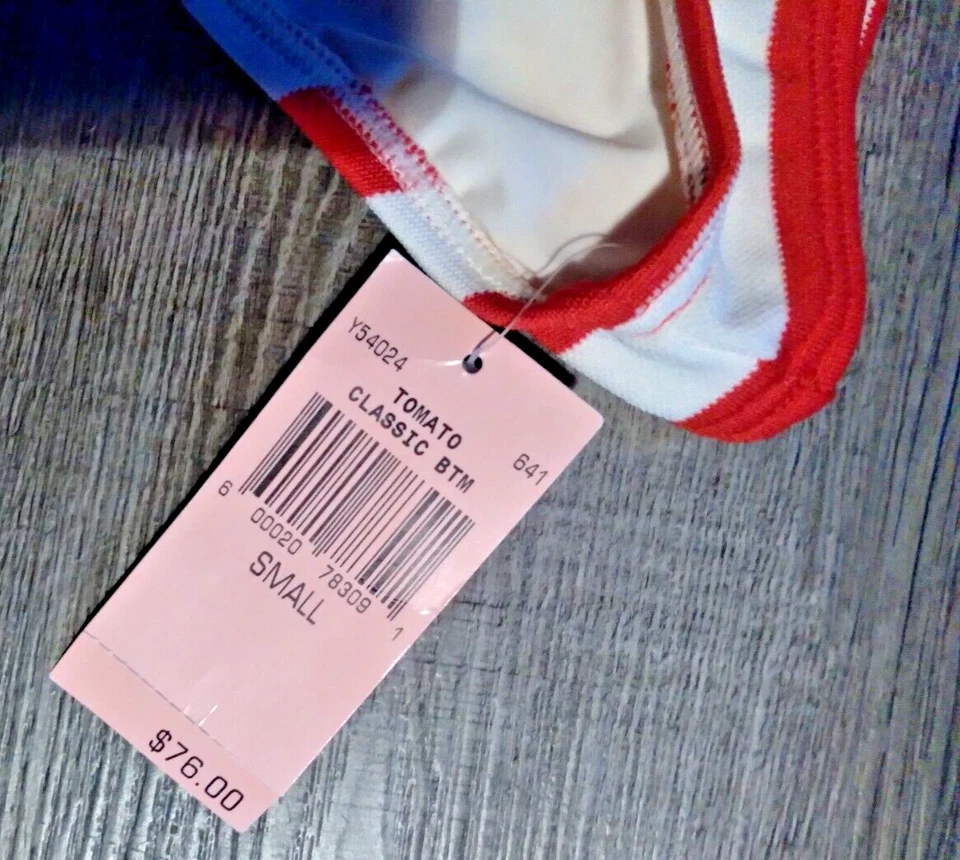 Y54024
TOMATO
641
CLASSIC BTM
6 00020 78309 1
SMALL
$76.00